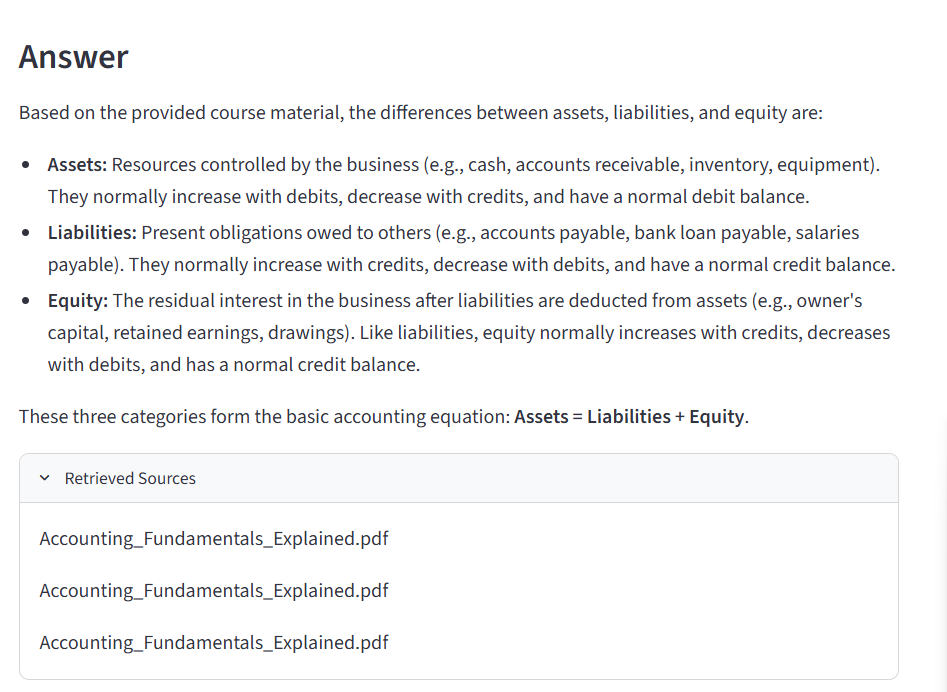 Answer
Based on the provided course material, the differences between assets, liabilities, and equity are:
• Assets: Resources controlled by the business (e.g., cash, accounts receivable, inventory, equipment).
They normally increase with debits, decrease with credits, and have a normal debit balance.
• Liabilities: Present obligations owed to others (e.g., accounts payable, bank loan payable, salaries
payable). They normally increase with credits, decrease with debits, and have a normal credit balance.
• Equity: The residual interest in the business after liabilities are deducted from assets (e.g., owner's
capital, retained earnings, drawings). Like liabilities, equity normally increases with credits, decreases
with debits, and has a normal credit balance.
These three categories form the basic accounting equation: Assets = Liabilities + Equity.
Retrieved Sources
Accounting_Fundamentals_Explained.pdf
Accounting_Fundamentals_Explained.pdf
Accounting_Fundamentals_Explained.pdf